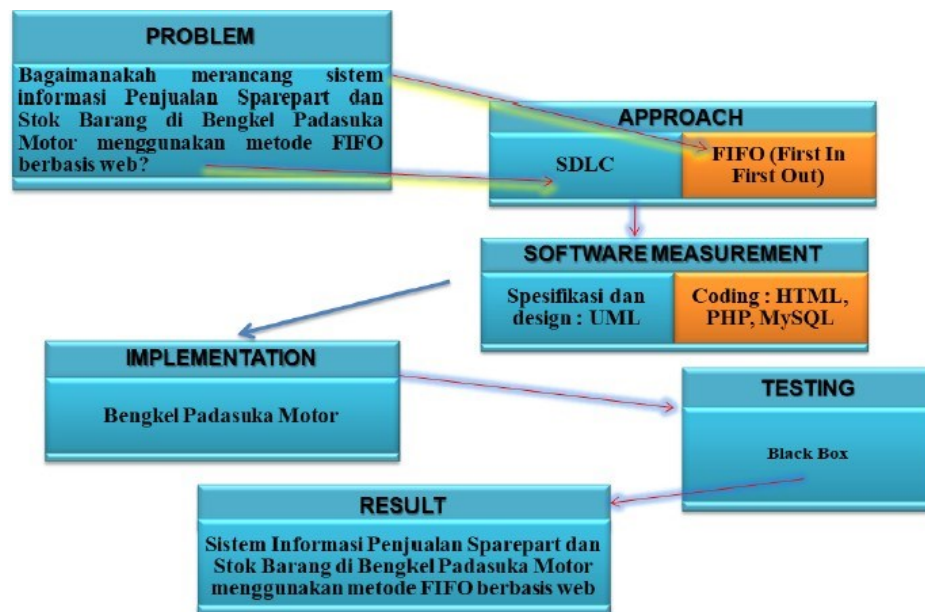 PROBLEM
Bagaimanakah merancang sistem
informasi Penjualan Sparepart dan
Stok Barang di Bengkel Padasuka
Motor menggunakan metode FIFO
berbasis web?
APPROACH
SDLC
FIFO (First In
First Out)
SOFTWARE MEASUREMENT
Spesifikasi dan
design : UML
Coding : HTML,
PHP, MySQL
IMPLEMENTATION
Bengkel Padasuka Motor
TESTING
Black Box
RESULT
Sistem Informasi Penjualan Sparepart dan
Stok Barang di Bengkel Padasuka Motor
menggunakan metode FIFO berbasis web